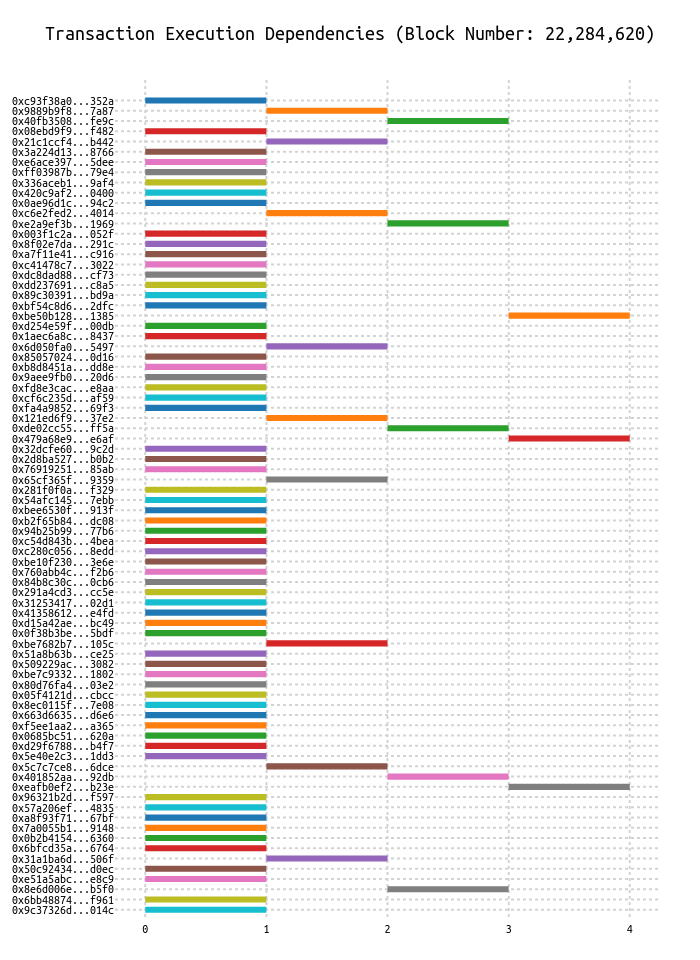 Transaction Execution Dependencies (Block Number: 22,284,620)
0xc93f38a0...352a
0x9889b9f8...7a87
0x40fb3508...fe9c
0x08ebd9f9...f482
0x21c1ccf4...b442
0x3a224d13...8766
0xe6ace397...5dee
0xff03987b...79e4
0x336aceb1...9af4
0x420c9af2...0400
0x0ae96d1c...94c2
0xc6e2fed2...4014
0xe2a9ef3b...1969
0x003f1c2a...052f
0x8f02e7da...291c
0xa7f11e41...c916
0xc41478c7...3022
0xdc8dad88...cf73
0xdd237691...c8a5
0x89c30391...bd9a
0xbf54c8d6...2dfc
0xbe50b128...1385
0xd254e59f...00db
0x1aec6a8c...8437
0x6d050fa0...5497
0x85057024...0d16
0xb8d8451a...dd8e
0x9aee9fb0...20d6
0xfd8e3cac...e8aa
0xcf6c235d...af59
0xfa4a9852...69f3
0x121ed6f9...37e2
0xde02cc55...ff5a
0x479a68e9...e6af
0x32dcfe60...9c2d
0x2d8ba527...b0b2
0x76919251...85ab
0x65cf365f...9359
0x281f0f0a...f329
0x54afc145...7ebb
0xbee6530f...913f
0xb2f65b84...dc08
0x94b25b99...77b6
0xc54d843b...4bea
0xc280c056...8edd
0xbe10f230...3e6e
0x760abb4c...f2b6
0x84b8c30c...0cb6
0x291a4cd3...cc5e
0x31253417...02d1
0x41358612...e4fd
0xd15a42ae...bc49
0x0f38b3be...5bdf
0xbe7682b7...105c
0x51a8b63b...ce25
0x509229ac...3082
0xbe7c9332...1802
0x80d76fa4...03e2
0x05f4121d...cbcc
0x8ec0115f...7e08
0x663d6635...d6e6
0xf5ee1aa2...a365
0x0685bc51...620a
0xd29f6788...b4f7
0x5e40e2c3...1dd3
0x5c7c7ce8...6dce
0x401852aa...92db
0xeafb0ef2...b23e
0x96321b2d...f597
0x57a206ef...4835
0xa8f93f71...67bf
0x7a0055b1...9148
0x0b2b4154...6360
0x6bfcd35a...6764
0x31a1ba6d...506f
0x50c92434...d0ec
0xe51a5abc...e8c9
0x8e6d006e...b5f0
0x6bb48874...f961
0x9c37326d...014c
0 1 2 3 4